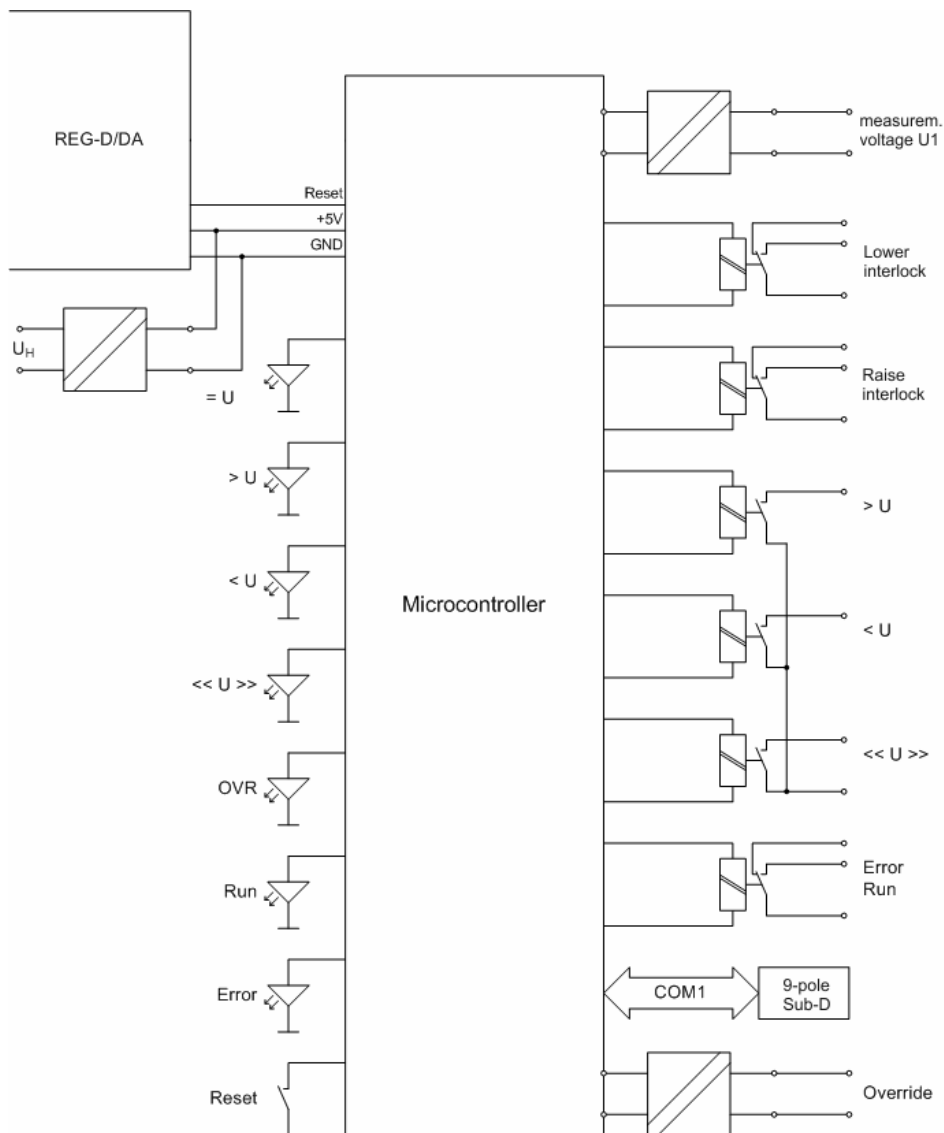 REG-D/DA
Reset
+5V
GND
U_H
= U
> U
< U
<< U >>
OVR
Run
Error
Reset
Microcontroller
measurem.
voltage U1
Lower
interlock
Raise
interlock
> U
< U
<< U >>
Error
Run
COM1
9-pole
Sub-D
Override